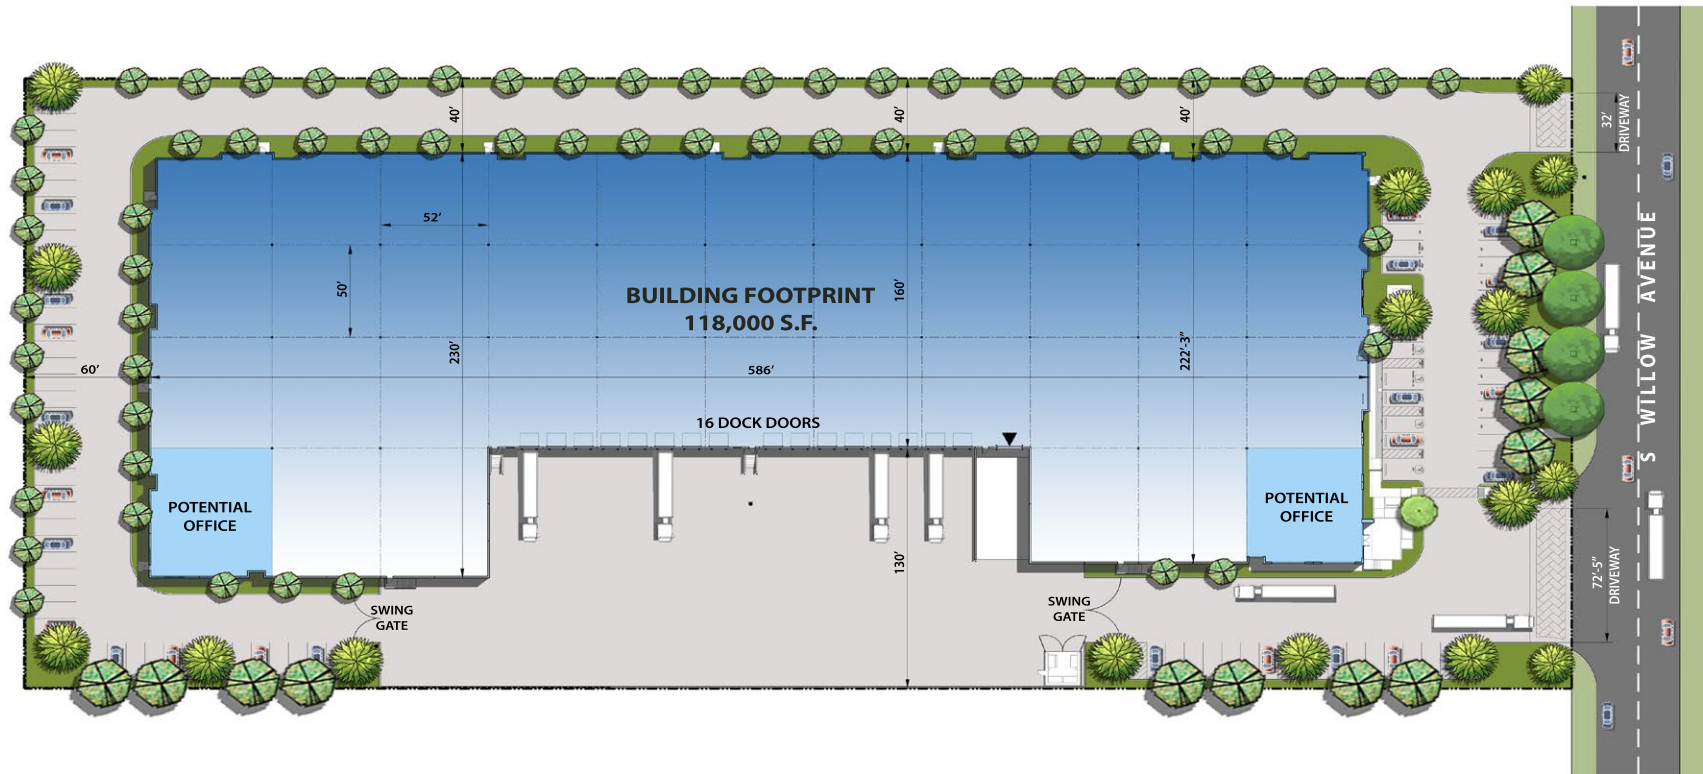 40’
40’
40’
32’
DRIVEWAY
52’
50’
BUILDING FOOTPRINT
118,000 S.F.
160’
230’
222’-3”
60’
586’
16 DOCK DOORS
S WILLOW AVENUE
POTENTIAL
OFFICE
POTENTIAL
OFFICE
130’
72’-5”
DRIVEWAY
SWING
GATE
SWING
GATE